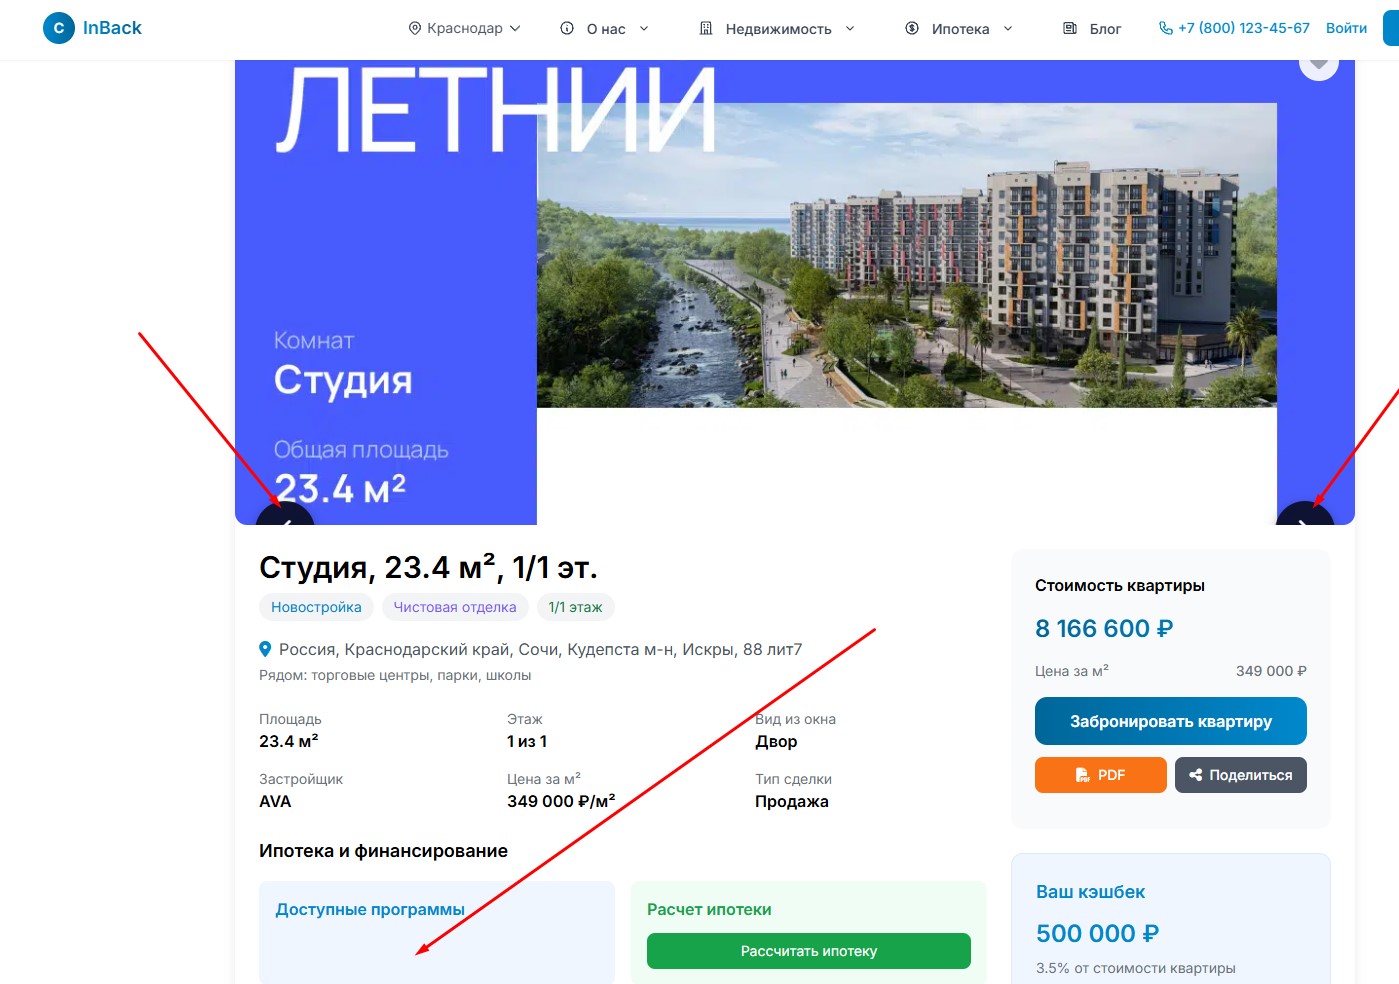 C InBack
Краснодар
О нас
Недвижимость
Ипотека
Блог
+7 (800) 123-45-67
Войти
ЛЕТНИЙ
Комнат
Студия
Общая площадь
23.4 м²
Студия, 23.4 м², 1/1 эт.
Новостройка
Чистовая отделка
1/1 этаж
Россия, Краснодарский край, Сочи, Кудепста м-н, Искры, 88 лит7
Рядом: торговые центры, парки, школы
Площадь
23.4 м²
Этаж
1 из 1
Вид из окна
Двор
Застройщик
AVA
Цена за м²
349 000 ₽/м²
Тип сделки
Продажа
Ипотека и финансирование
Доступные программы
Расчет ипотеки
Рассчитать ипотеку
Стоимость квартиры
8 166 600 ₽
Цена за м² 349 000 ₽
Забронировать квартиру
PDF
Поделиться
Ваш кэшбек
500 000 ₽
3.5% от стоимости квартиры